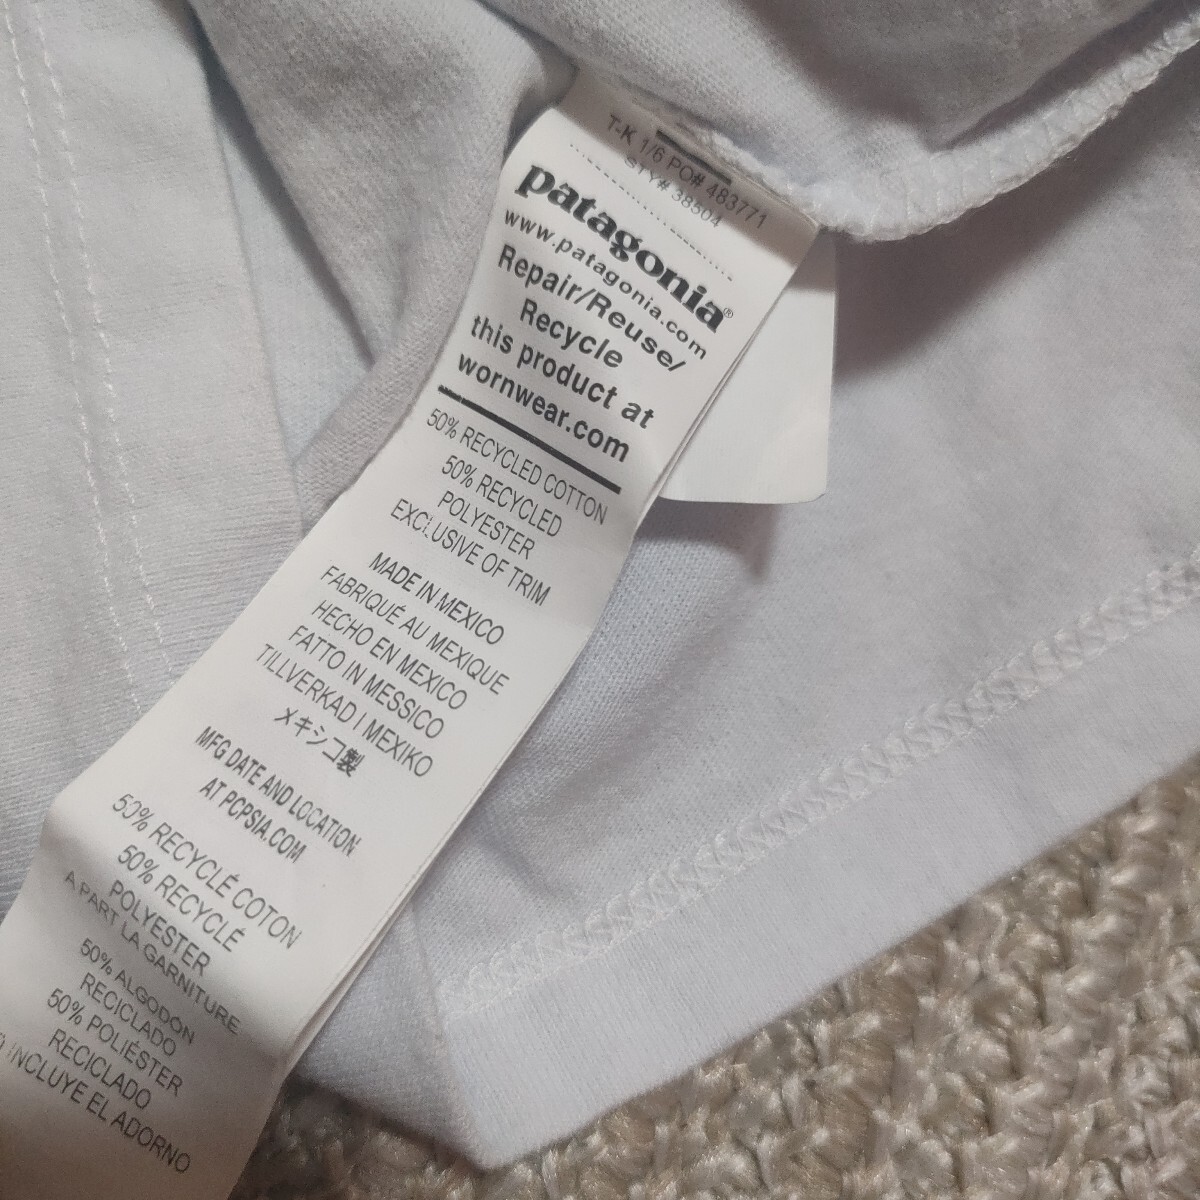 T-K 1/6 PO# 483771
STY# 38504
patagonia®
www.patagonia.com
Repair/Reuse/
Recycle
this product at
wornwear.com
50% RECYCLED COTTON
50% RECYCLED
POLYESTER
EXCLUSIVE OF TRIM
MADE IN MEXICO
FABRIQUÉ AU MEXIQUE
HECHO EN MEXICO
FATTO IN MESSICO
TILLVERKAD I MEXIKO
メキシコ製
MFG DATE AND LOCATION
AT PCPSIA.COM
50% RECYCLÉ COTON
50% RECYCLÉ
POLYESTER
A PART LA GARNITURE
50% ALGODÓN
RECICLADO
50% POLIÉSTER
RECICLADO
INCLUYE EL ADORNO